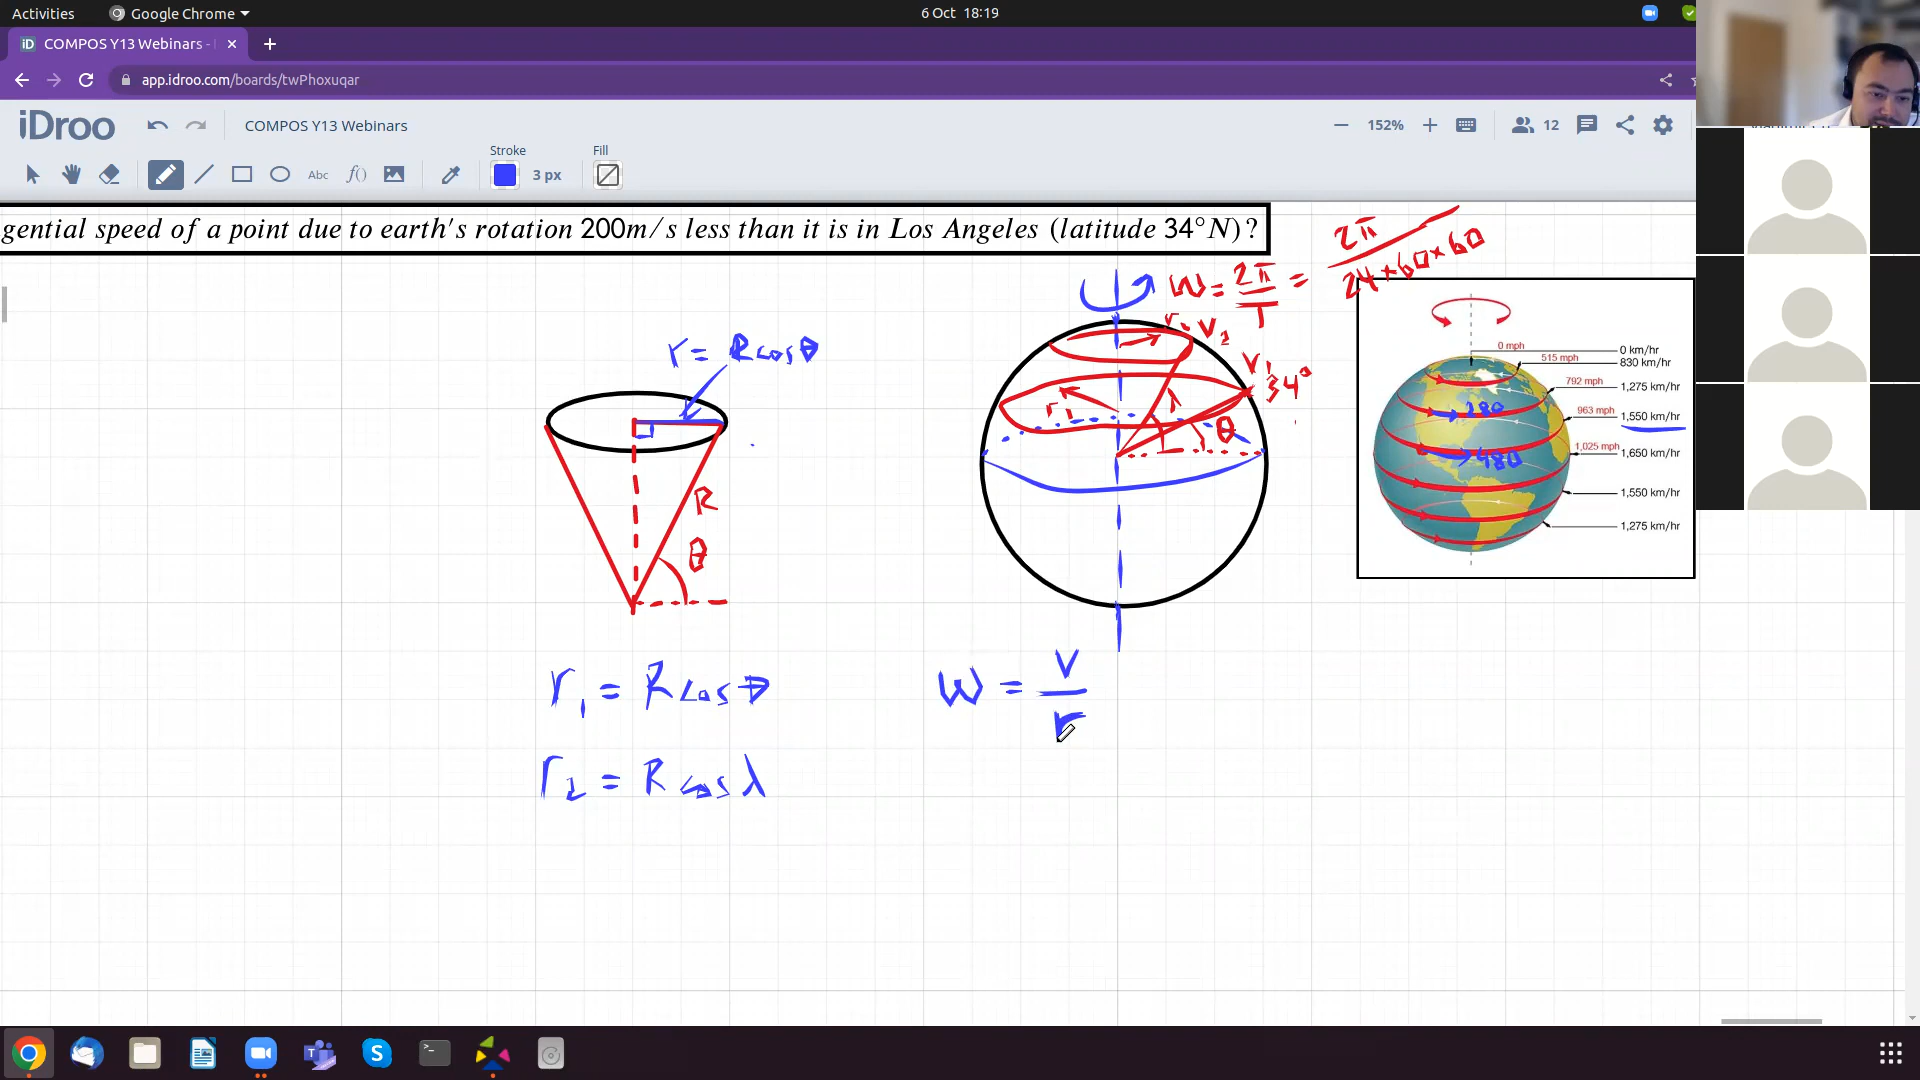 Activities
Google Chrome
6 Oct 18:19
iD COMPOS Y13 Webinars -
app.idroo.com/boards/twPhoxuqar
iDroo
COMPOS Y13 Webinars
152%
12
Stroke
Fill
Abc
f()
3 px
gential speed of a point due to earth's rotation 200m/s less than it is in Los Angeles (latitude 34°N)?
W = 2π/T = 2π/24×60×60
r = R cos θ
R
θ
V₂
V₁
34°
r₁
λ
θ
0 mph
0 km/hr
515 mph
830 km/hr
792 mph
1,275 km/hr
280
963 mph
1,550 km/hr
1,025 mph
1,650 km/hr
480
1,550 km/hr
1,275 km/hr
r₁ = R cos θ
W = V/r
r₂ = R cos λ